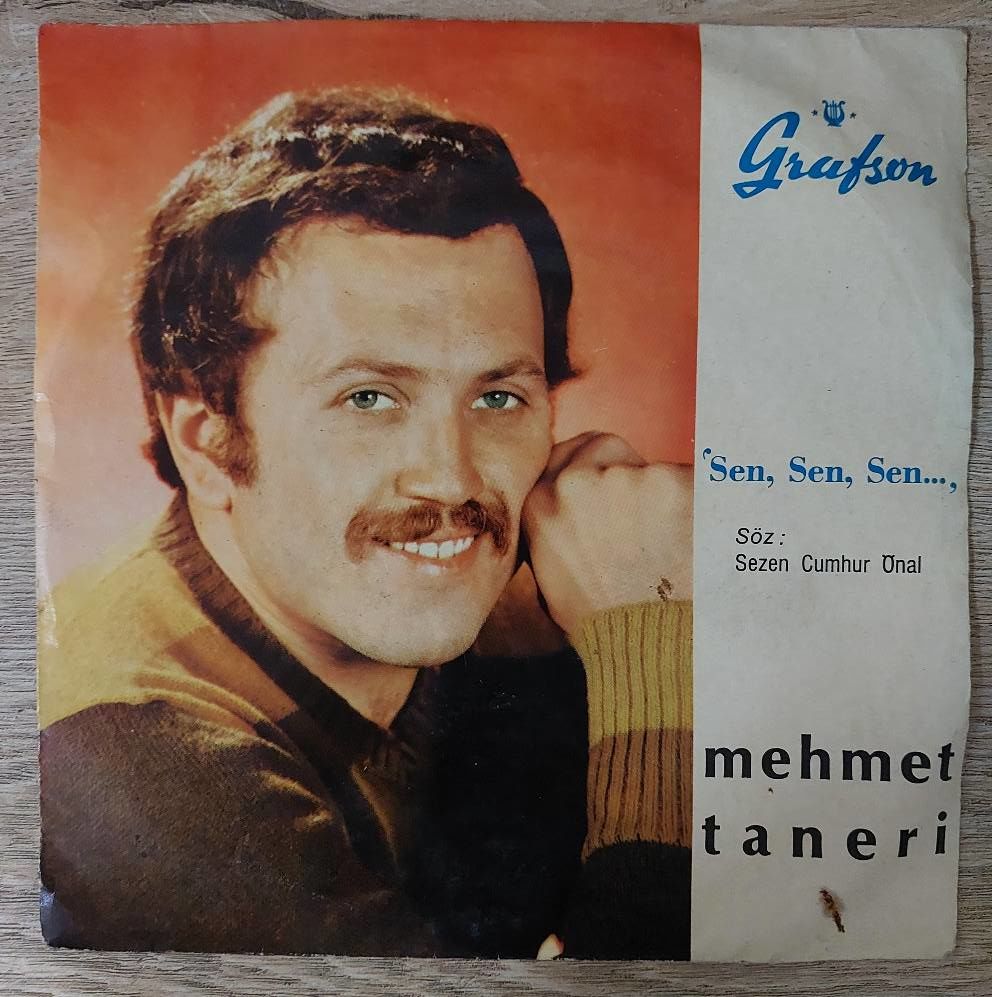 Grafson
'Sen, Sen, Sen...,
Söz :
Sezen Cumhur Önal
mehmet
taneri